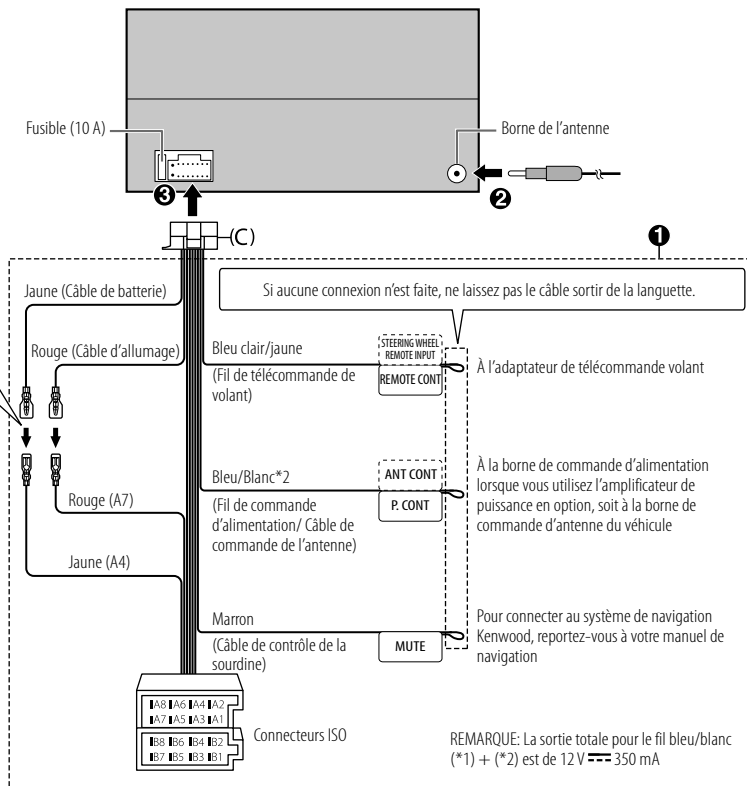 Fusible (10 A)
Borne de l'antenne
❸
❷
(C)
❶
Jaune (Câble de batterie)
Si aucune connexion n'est faite, ne laissez pas le câble sortir de la languette.
Rouge (Câble d'allumage)
Bleu clair/jaune
(Fil de télécommande de
volant)
STEERING WHEEL
REMOTE INPUT
REMOTE CONT
À l'adaptateur de télécommande volant
Bleu/Blanc*2
(Fil de commande
d'alimentation/ Câble de
commande de l'antenne)
ANT CONT
P. CONT
À la borne de commande d'alimentation
lorsque vous utilisez l'amplificateur de
puissance en option, soit à la borne de
commande d'antenne du véhicule
Rouge (A7)
Jaune (A4)
Marron
(Câble de contrôle de la
sourdine)
MUTE
Pour connecter au système de navigation
Kenwood, reportez-vous à votre manuel de
navigation
A8 A6 A4 A2
A7 A5 A3 A1
B8 B6 B4 B2
B7 B5 B3 B1
Connecteurs ISO
REMARQUE: La sortie totale pour le fil bleu/blanc
(*1) + (*2) est de 12 V ⎓ 350 mA